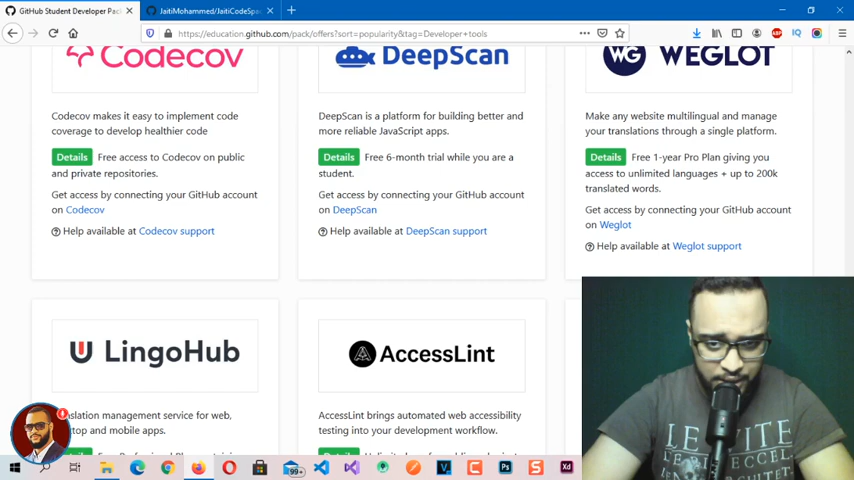 GitHub Student Developer Pac
JaitiMohammed/JaitiCodeSpa
https://education.github.com/pack/offers?sort=popularity&tag=Developer+tools
Codecov
DeepScan
WG WEGLOT
Codecov makes it easy to implement code
coverage to develop healthier code
Details Free access to Codecov on public
and private repositories.
Get access by connecting your GitHub account
on Codecov
Help available at Codecov support
DeepScan is a platform for building better and
more reliable JavaScript apps.
Details Free 6-month trial while you are a
student.
Get access by connecting your GitHub account
on DeepScan
Help available at DeepScan support
Make any website multilingual and manage
your translations through a single platform.
Details Free 1-year Pro Plan giving you
access to unlimited languages + up to 200k
translated words.
Get access by connecting your GitHub account
on Weglot
Help available at Weglot support
LingoHub
AccessLint
slation management service for web,
top and mobile apps.
AccessLint brings automated web accessibility
testing into your development workflow.
ABP
IQ
99+
Ps
Xd